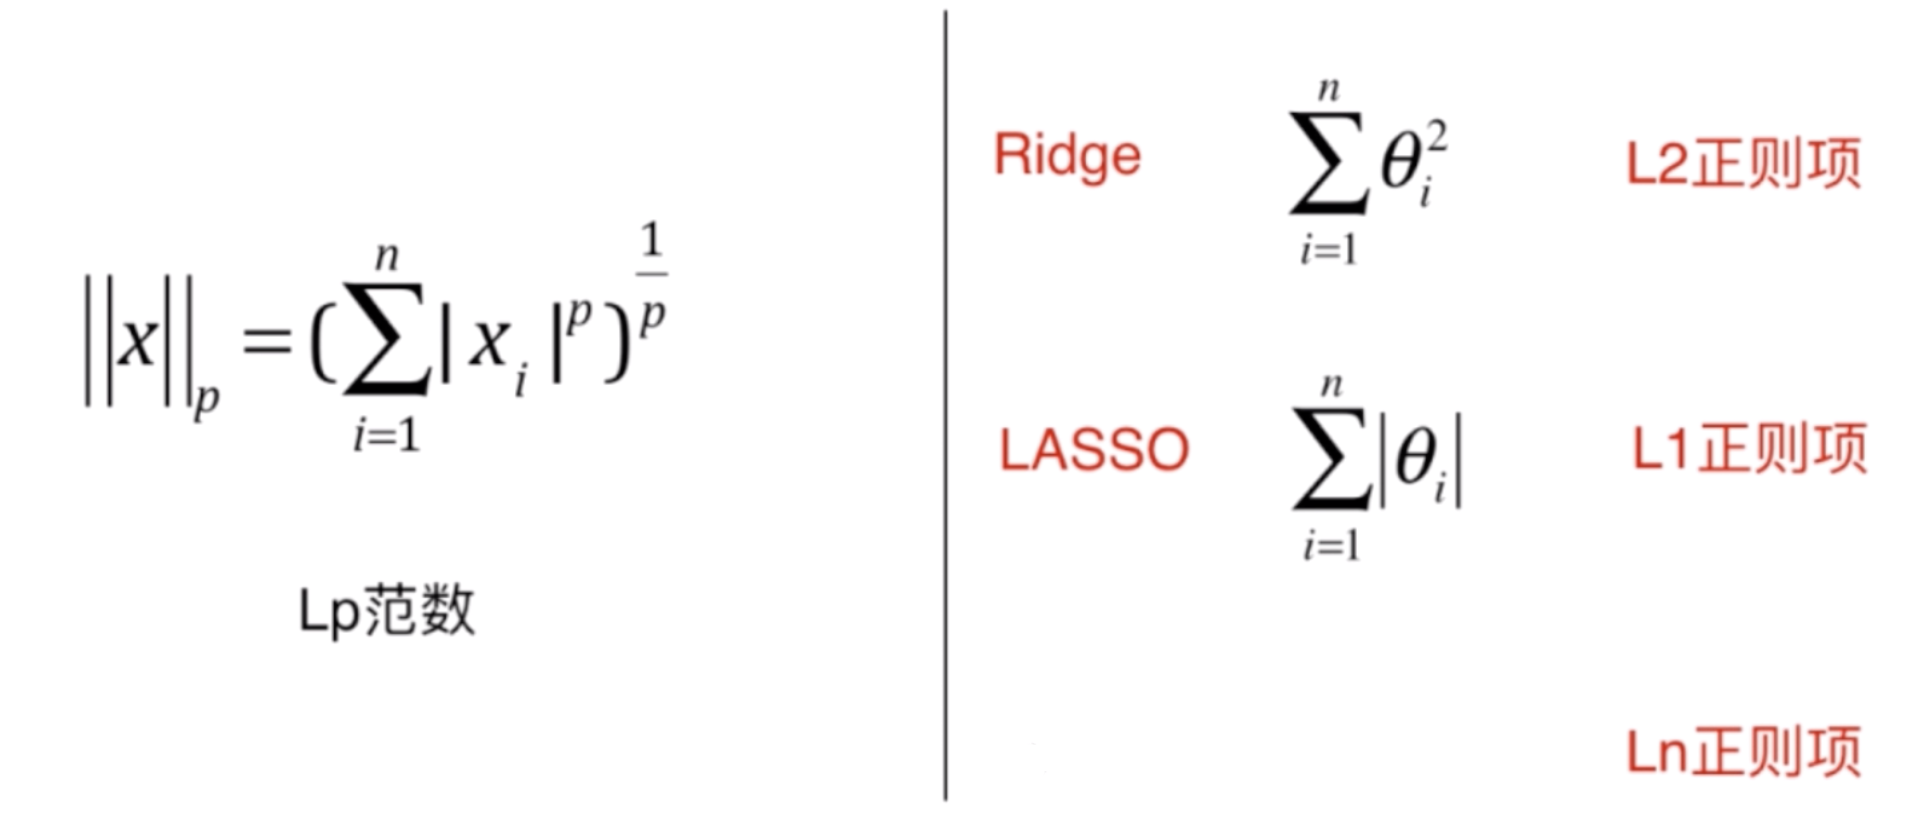 ||x||_p = (∑_{i=1}^{n} |x_i|^p)^{1/p}
Lp范数
Ridge ∑_{i=1}^{n} θ_i^2 L2正则项
LASSO ∑_{i=1}^{n} |θ_i| L1正则项
Ln正则项